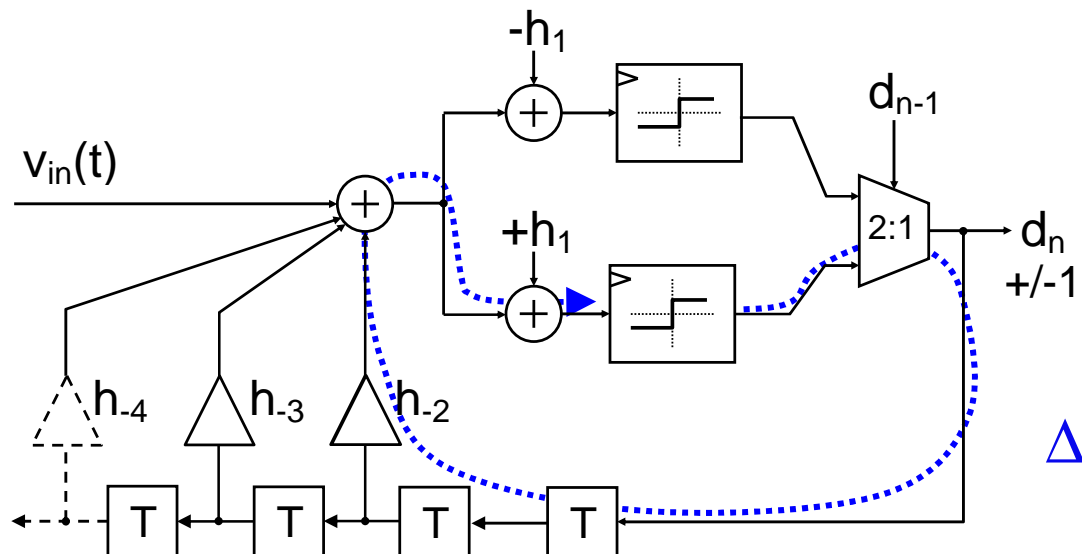 -h₁
dₙ₋₁
vᵢₙ(t)
+h₁
2:1
dₙ
+/-1
h₋₄
h₋₃
h₋₂
Δ
T
T
T
T